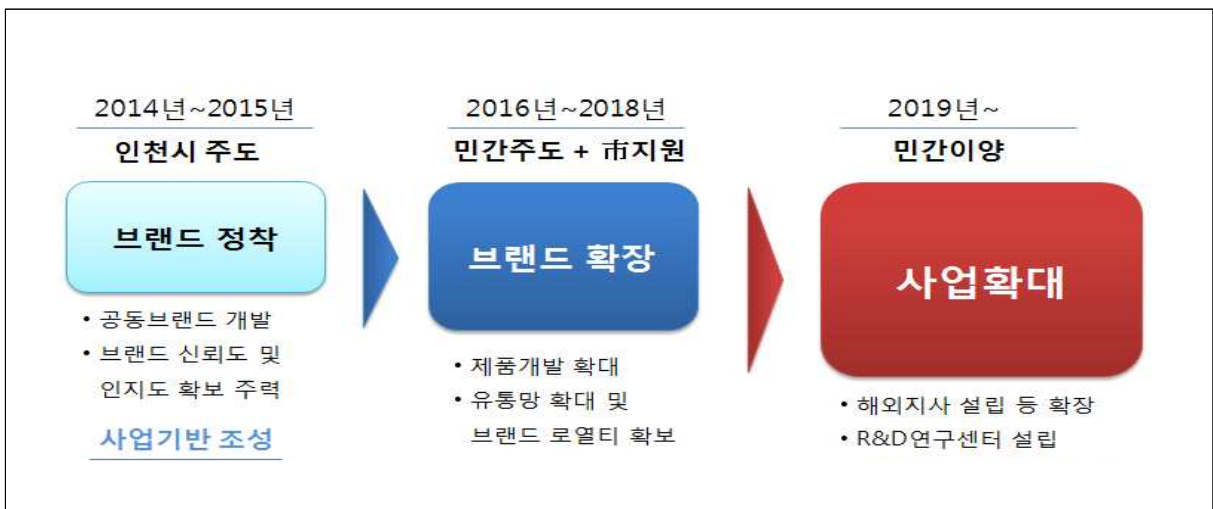 2014년~2015년
인천시 주도
브랜드 정착
• 공동브랜드 개발
• 브랜드 신뢰도 및
인지도 확보 주력
사업기반 조성
2016년~2018년
민간주도 + 市지원
브랜드 확장
• 제품개발 확대
• 유통망 확대 및
브랜드 로열티 확보
2019년~
민간이양
사업확대
• 해외지사 설립 등 확장
• R&D연구센터 설립